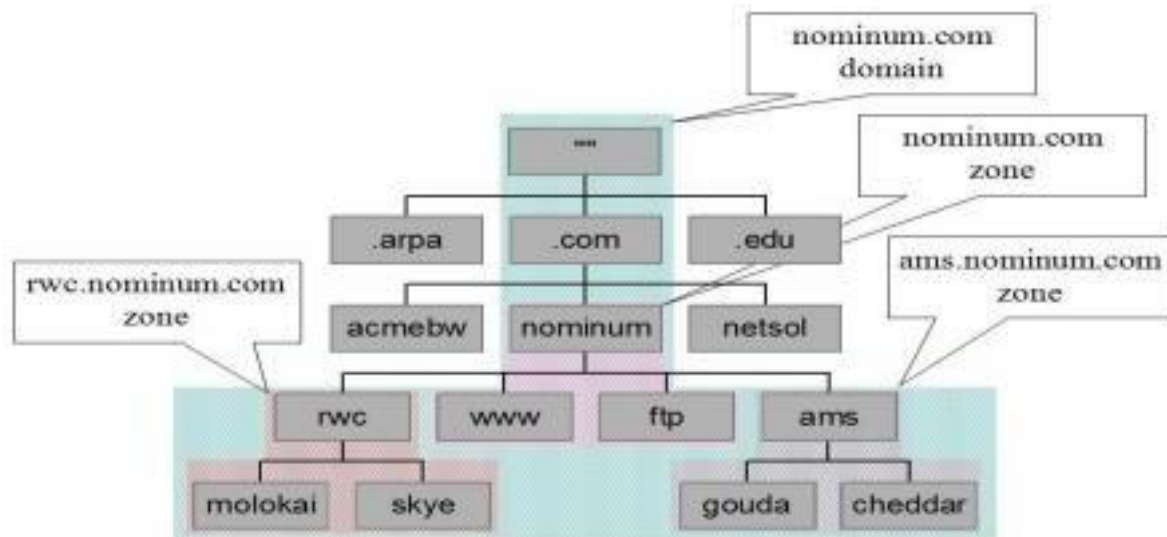 nominum.com
domain
""
nominum.com
zone
.arpa
.com
.edu
rwc.nominum.com
zone
ams.nominum.com
zone
acmebw
nominum
netsol
rwc
www
ftp
ams
molokai
skye
gouda
cheddar